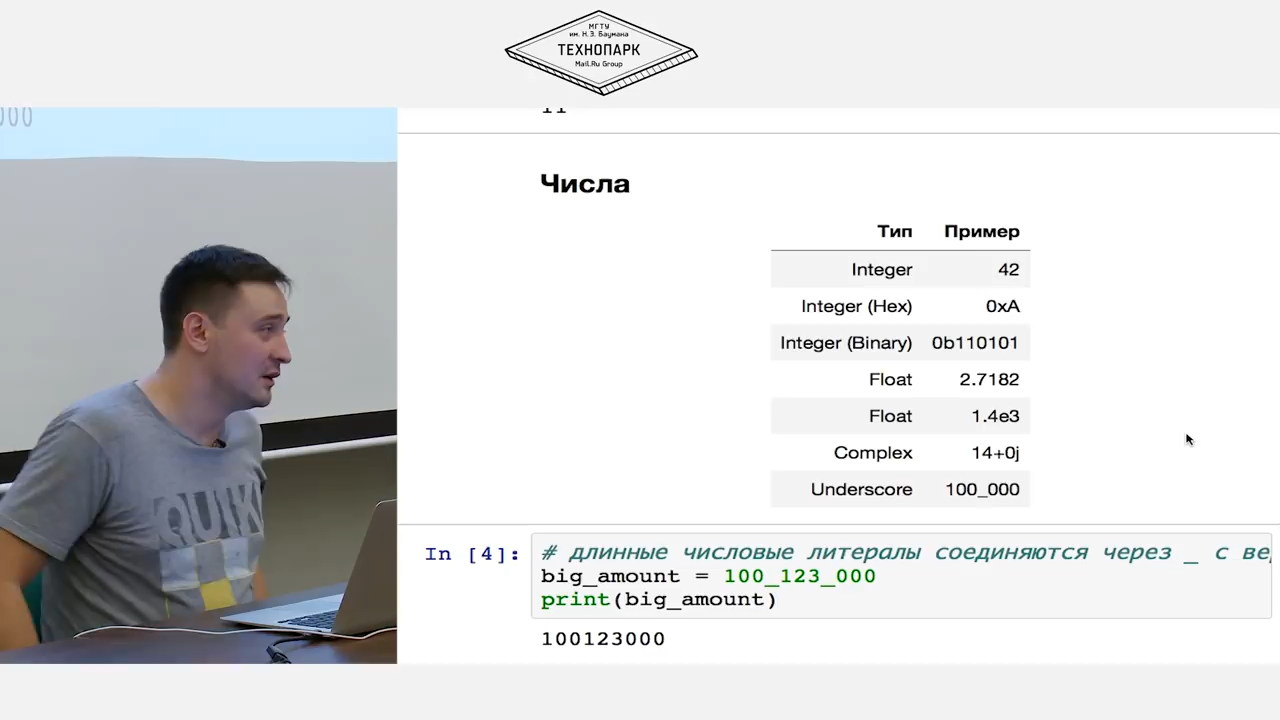 МГТУ
им. Н.Э. Баумана
ТЕХНОПАРК
Mail.Ru Group
000
11
Числа
Тип Пример
Integer 42
Integer (Hex) 0xA
Integer (Binary) 0b110101
Float 2.7182
Float 1.4e3
Complex 14+0j
Underscore 100_000
QUIK
In [4]: # длинные числовые литералы соединяются через _ с
big_amount = 100_123_000
print(big_amount)
100123000